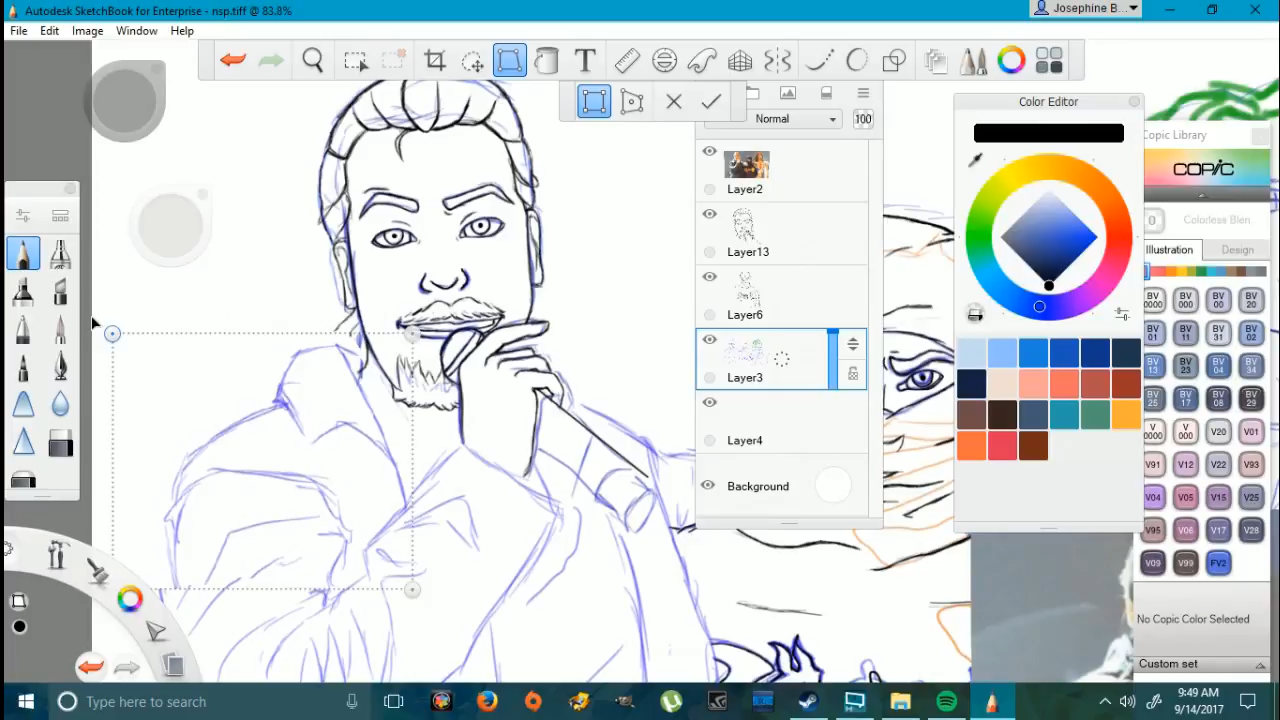 Autodesk SketchBook for Enterprise - nsp.tiff @ 83.8%
Josephine B...
File Edit Image Window Help
T
Normal 100
Layer2
Layer13
Layer6
Layer3
Layer4
Background
Color Editor
Copic Library
COPIC
0 Colorless Blen
Illustration Design
BV 0000 BV 000 BV 00 BV 20
BV 01 BV 31 BV 23 BV 02
BV 13 BV 08 BV 04 BV 34
BV 25 BV 17 BV 11 BV 29
V 0000 V 000 V20 V01
V91 V12 V22 V93
V04 V05 V15 V25
V95 V06 V17 V28
V09 V99 FV2
No Copic Color Selected
Custom set
Type here to search
9:49 AM
9/14/2017